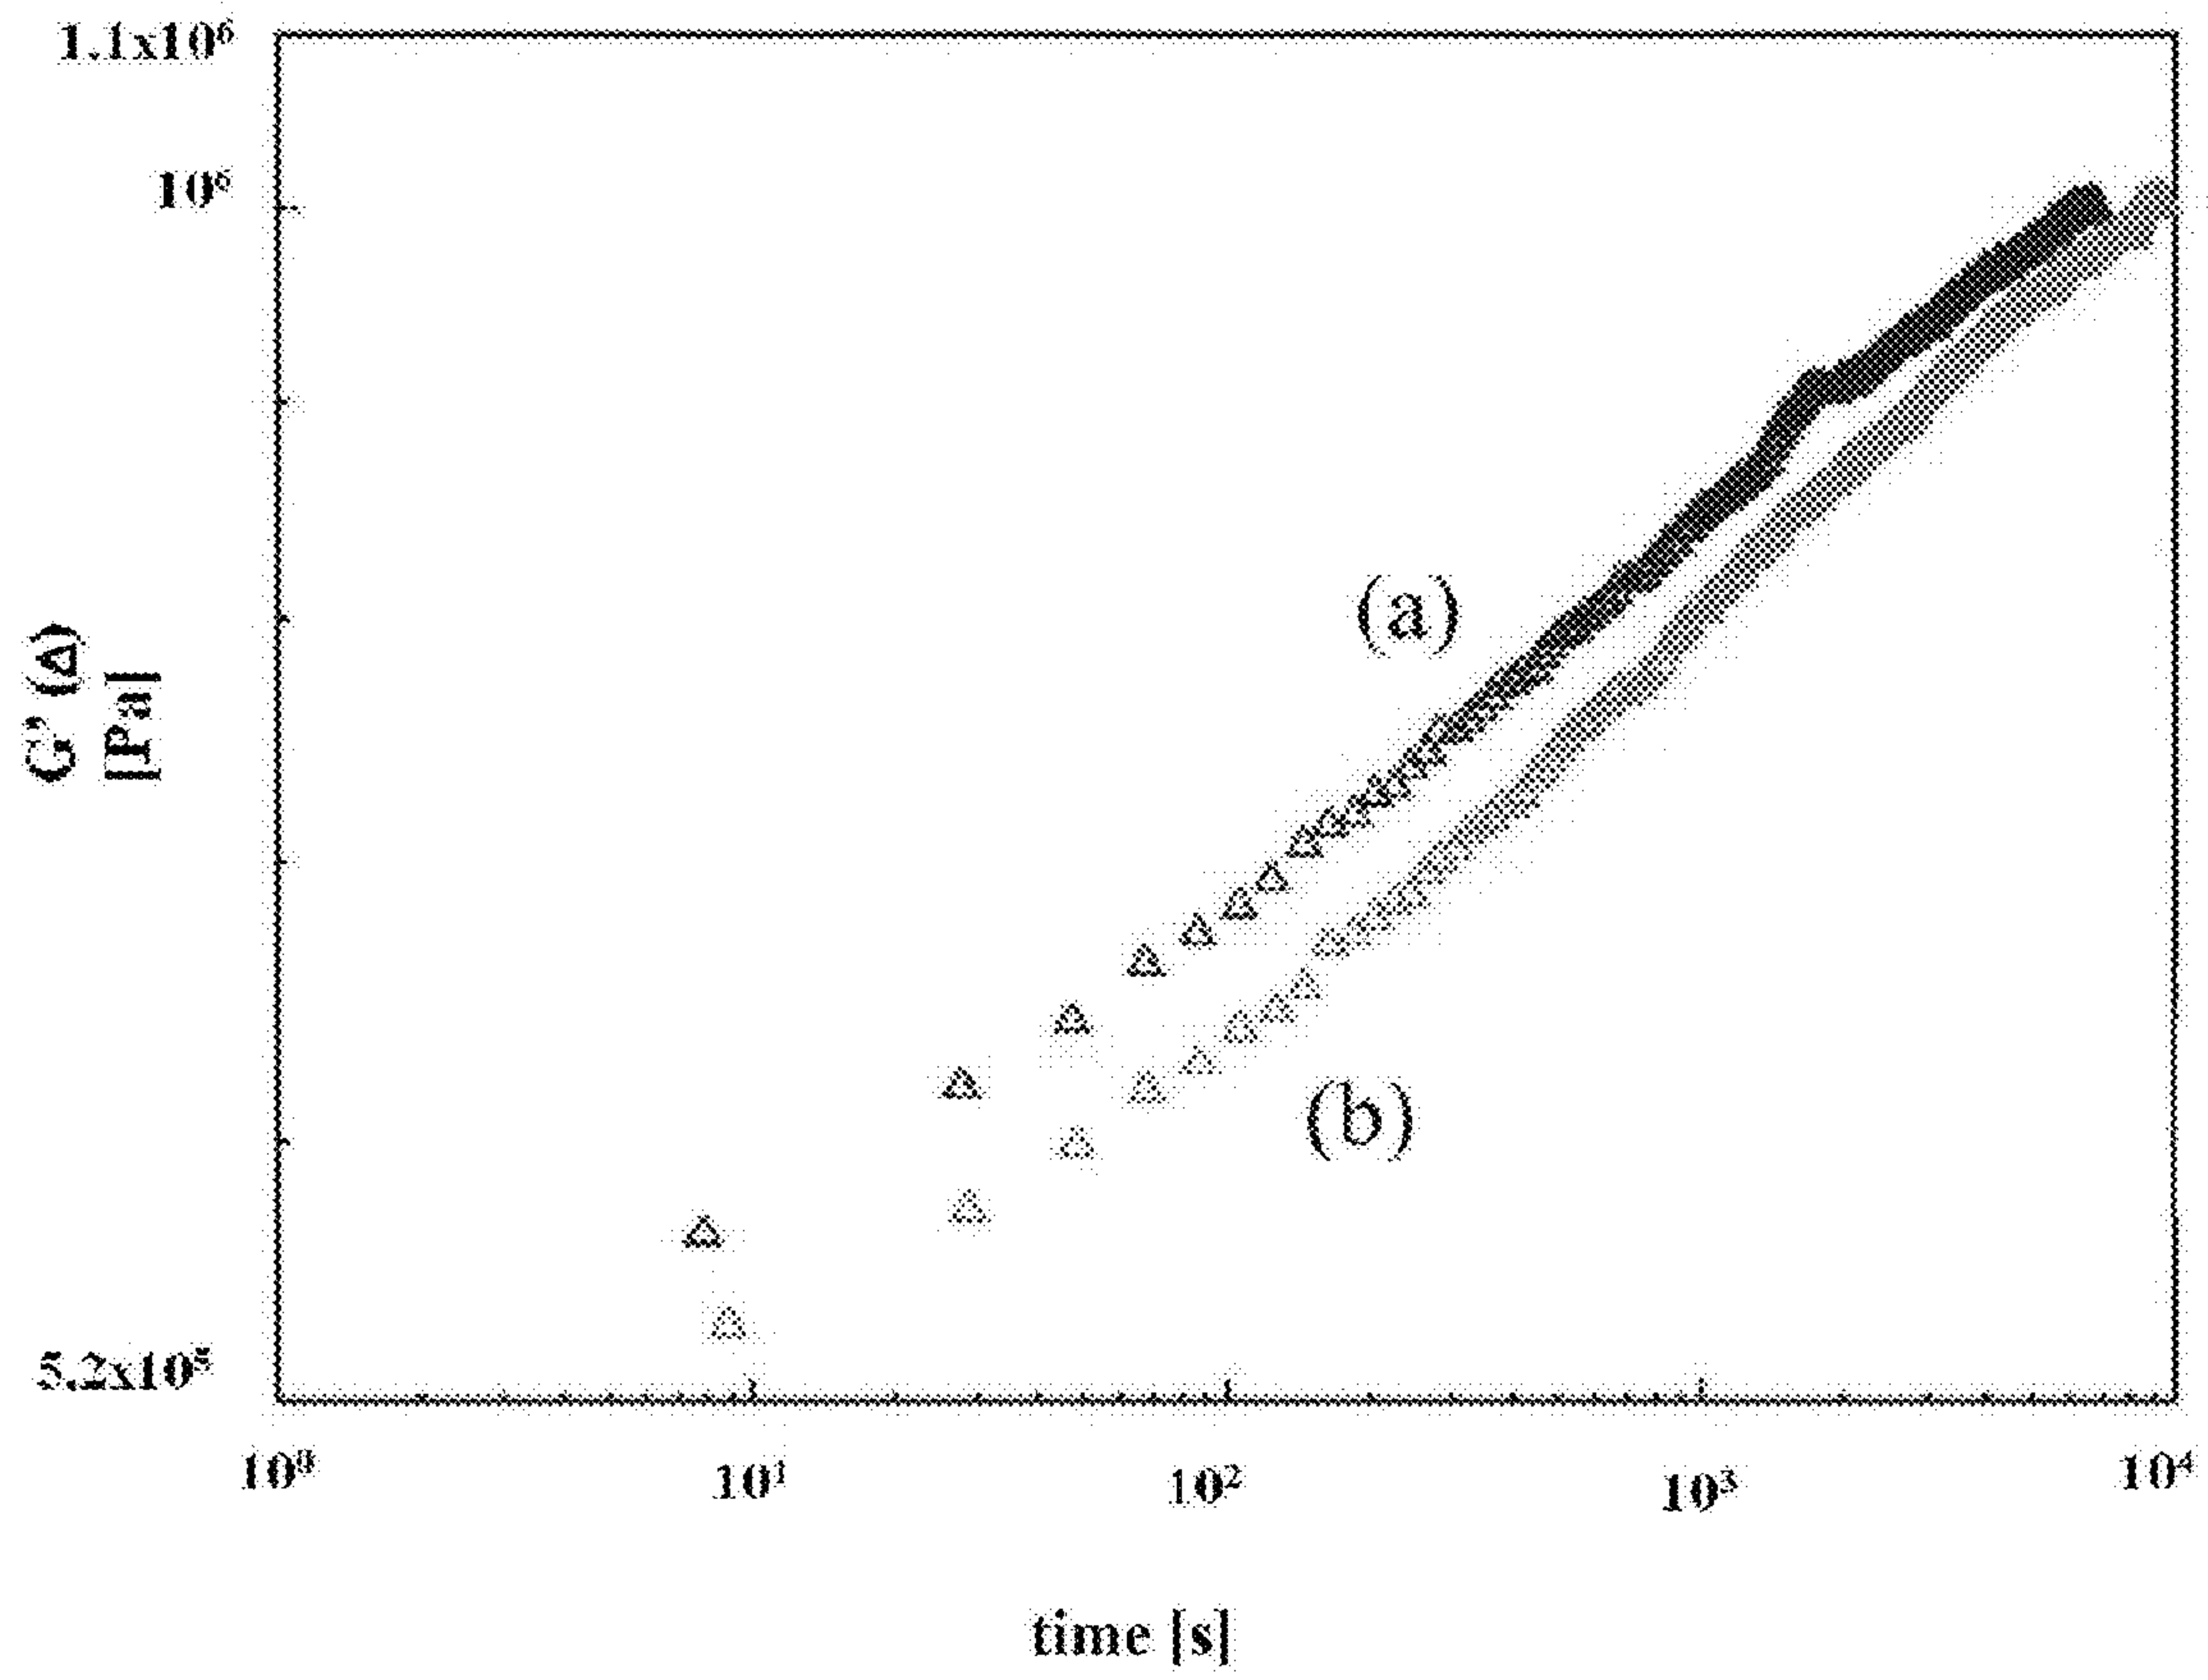 1.1x10⁶
10⁶
G' (Δ)
[Pa]
(a)
(b)
5.2x10⁵
10⁰ 10¹ 10² 10³ 10⁴
time [s]